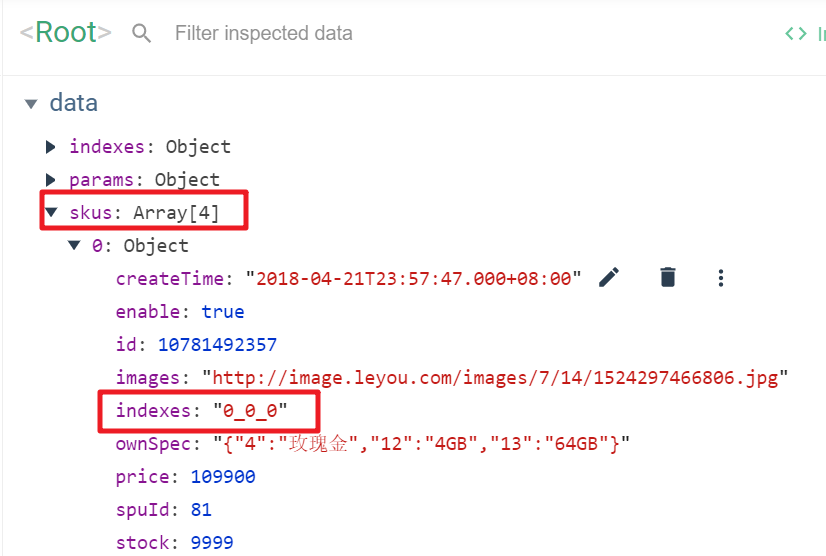 <Root> Filter inspected data
data
indexes: Object
params: Object
skus: Array[4]
0: Object
createTime: "2018-04-21T23:57:47.000+08:00"
enable: true
id: 10781492357
images: "http://image.leyou.com/images/7/14/1524297466806.jpg"
indexes: "0_0_0"
ownSpec: "{"4":"玫瑰金","12":"4GB","13":"64GB"}"
price: 109900
spuId: 81
stock: 9999